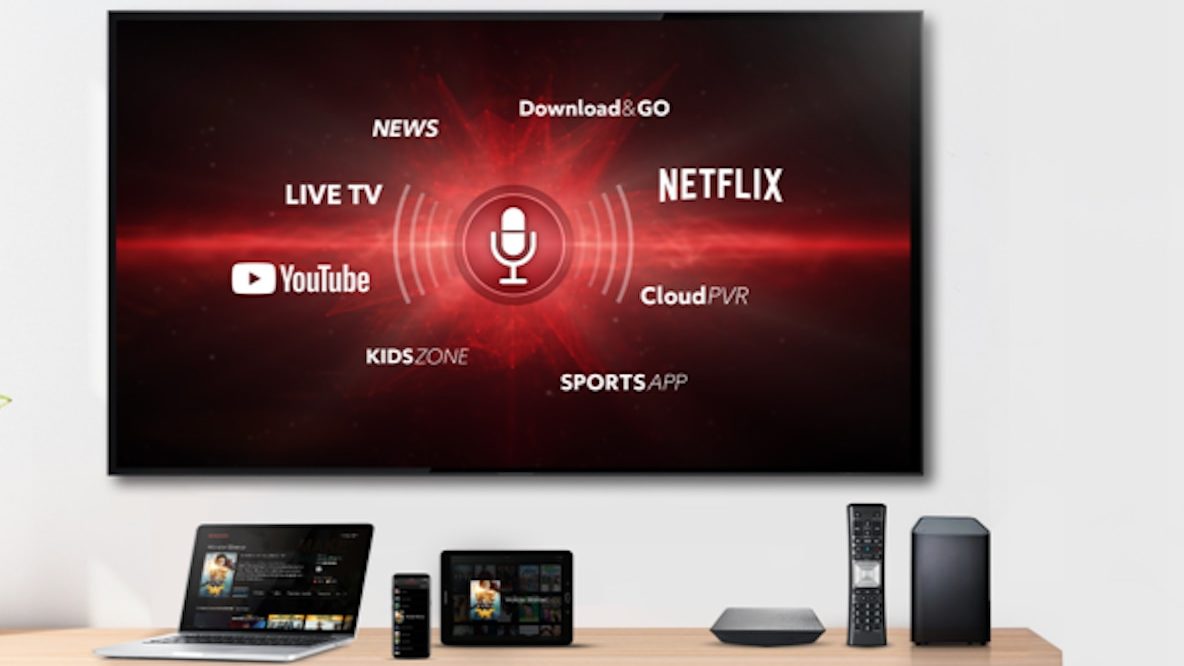 Download&GO
NEWS
NETFLIX
LIVE TV
YouTube
CloudPVR
KIDSZONE
SPORTSAPP